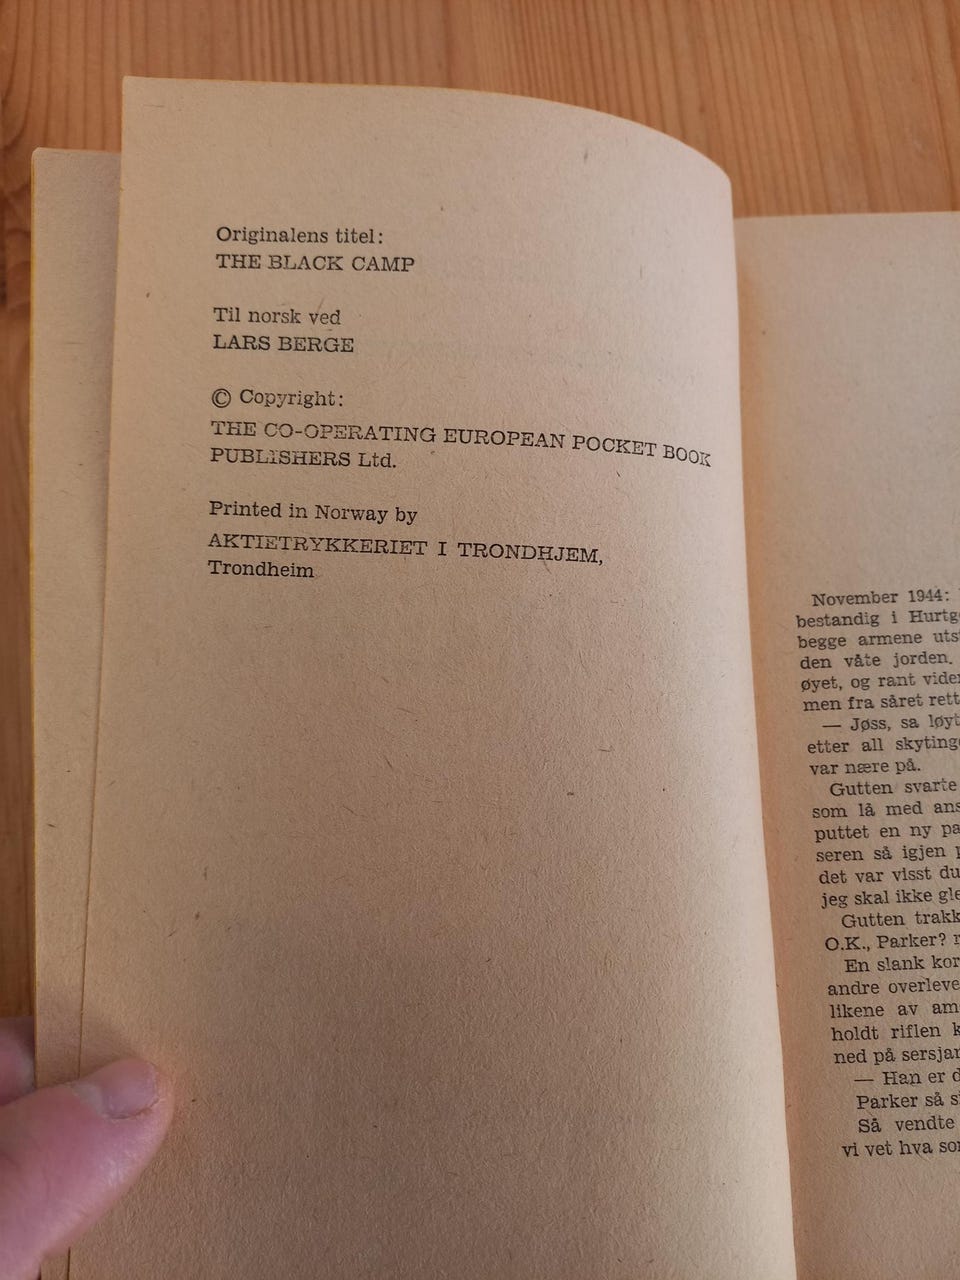 Originalens titel:
THE BLACK CAMP
Til norsk ved
LARS BERGE
© Copyright:
THE CO-OPERATING EUROPEAN POCKET BOOK
PUBLISHERS Ltd.
Printed in Norway by
AKTIETRYKKERIET I TRONDHJEM,
Trondheim
November 1944:
bestandig i
begge armene
den våte jorden.
øyet, og rant
men fra såret rett
— Jøss, sa
etter all
var nære på.
Gutten svarte
som lå med
puttet en ny
seren så igjen
det var visst
jeg skal ikke
Gutten
O.K., Parker?
En slank
andre
likene av
holdt riflen
ned på
— Han er
Parker så
Så vendte
vi vet hva